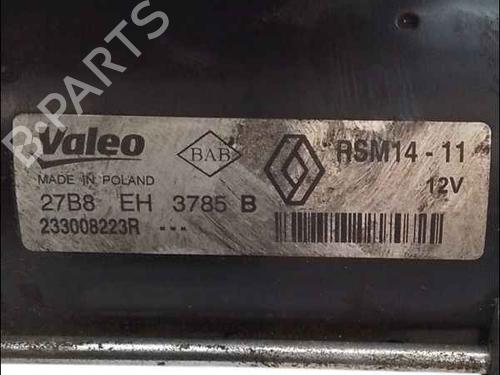 B-PARTS
Valeo
BAB
RSM14 - 11
MADE IN POLAND
12V
27B8 EH 3785 B
233008223R ---